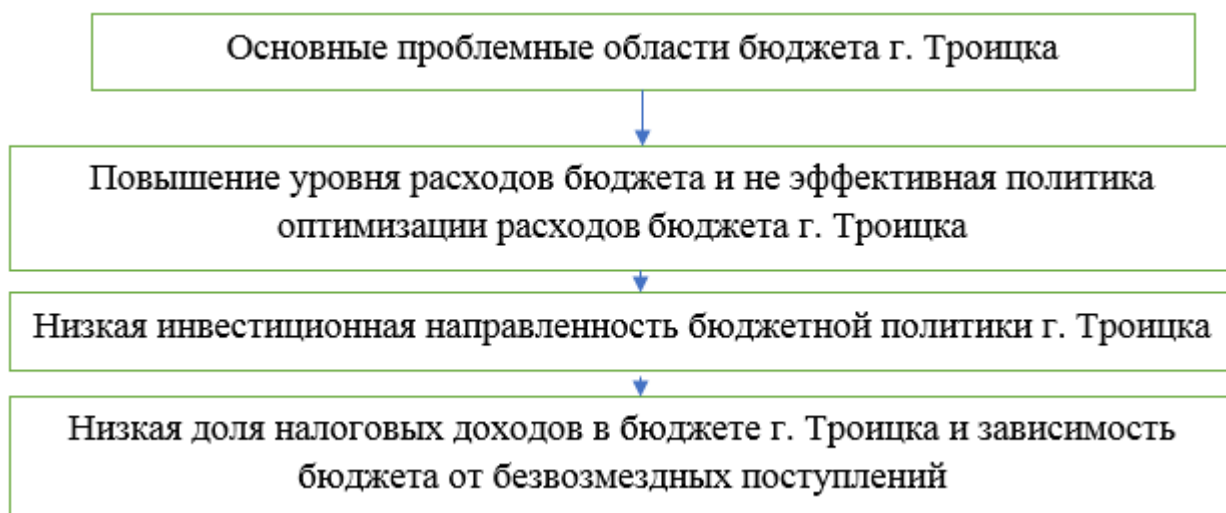 Основные проблемные области бюджета г. Троицка
Повышение уровня расходов бюджета и не эффективная политика
оптимизации расходов бюджета г. Троицка
Низкая инвестиционная направленность бюджетной политики г. Троицка
Низкая доля налоговых доходов в бюджете г. Троицка и зависимость
бюджета от безвозмездных поступлений